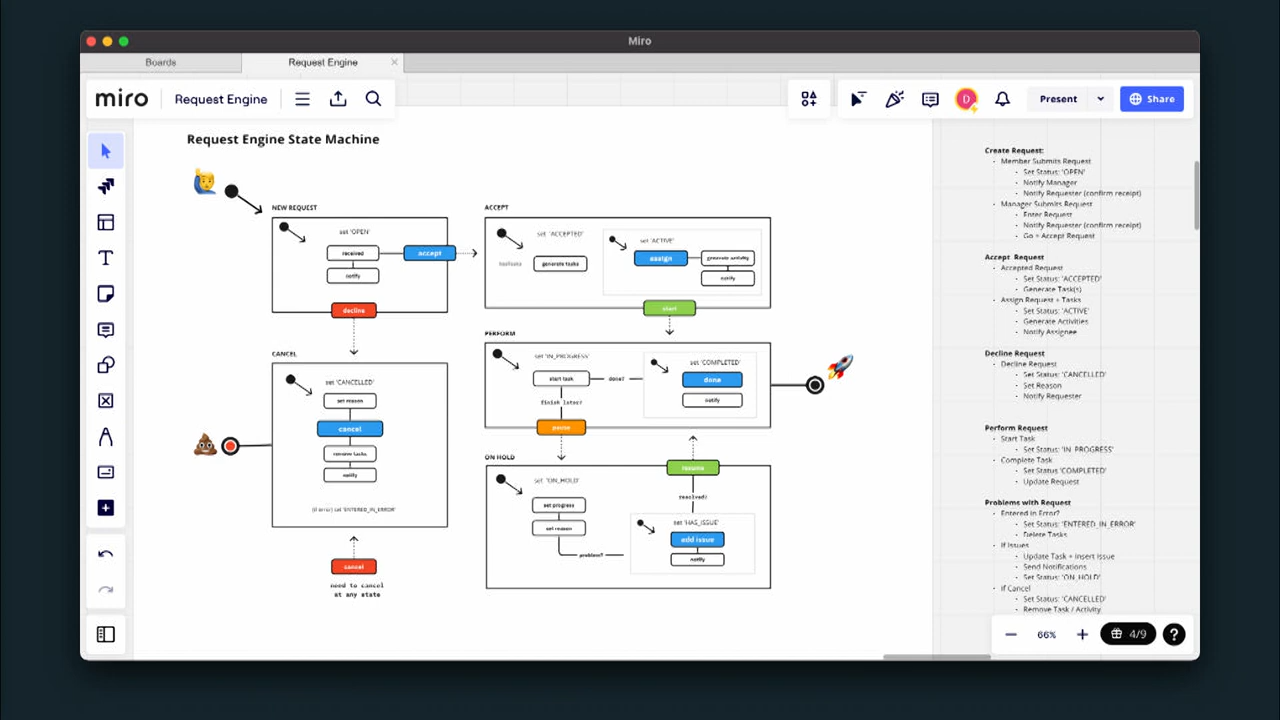 Miro
Boards
Request Engine
miro
Request Engine
D
Present
Share
Request Engine State Machine
NEW REQUEST
set 'OPEN'
received
accept
notify
decline
ACCEPT
set 'ACCEPTED'
generate tasks
set 'ACTIVE'
assign
generate activity
notify
start
CANCEL
set 'CANCELLED'
set reason
cancel
remove tasks
notify
(if error) set 'ENTERED_IN_ERROR'
cancel
need to cancel
at any state
PERFORM
set 'IN_PROGRESS'
start task
done?
finish later?
pause
set 'COMPLETED'
done
notify
ON HOLD
set 'ON_HOLD'
set progress
set reason
problem?
resume
resolved?
set 'HAS_ISSUE'
add issue
notify
Create Request:
· Member Submits Request
· Set Status: 'OPEN'
· Notify Manager
· Notify Requester (confirm receipt)
· Manager Submits Request
· Enter Request
· Notify Requester (confirm receipt)
· Go + Accept Request
Accept Request
· Accepted Request
· Set Status: 'ACCEPTED'
· Generate Task(s)
· Assign Request + Tasks
· Set Status: 'ACTIVE'
· Generate Activities
· Notify Assignee
Decline Request
· Decline Request
· Set Status: 'CANCELLED'
· Set Reason
· Notify Requester
Perform Request
· Start Task
· Set Status: 'IN_PROGRESS'
· Complete Task
· Set Status 'COMPLETED'
· Update Request
Problems with Request
· Entered in Error?
· Set Status: 'ENTERED_IN_ERROR'
· Delete Tasks
· If Issues
· Update Task + Insert Issue
· Send Notifications
· Set Status: 'ON_HOLD'
· If Cancel
· Set Status: 'CANCELLED'
· Remove Task / Activity
66%
4/9
?